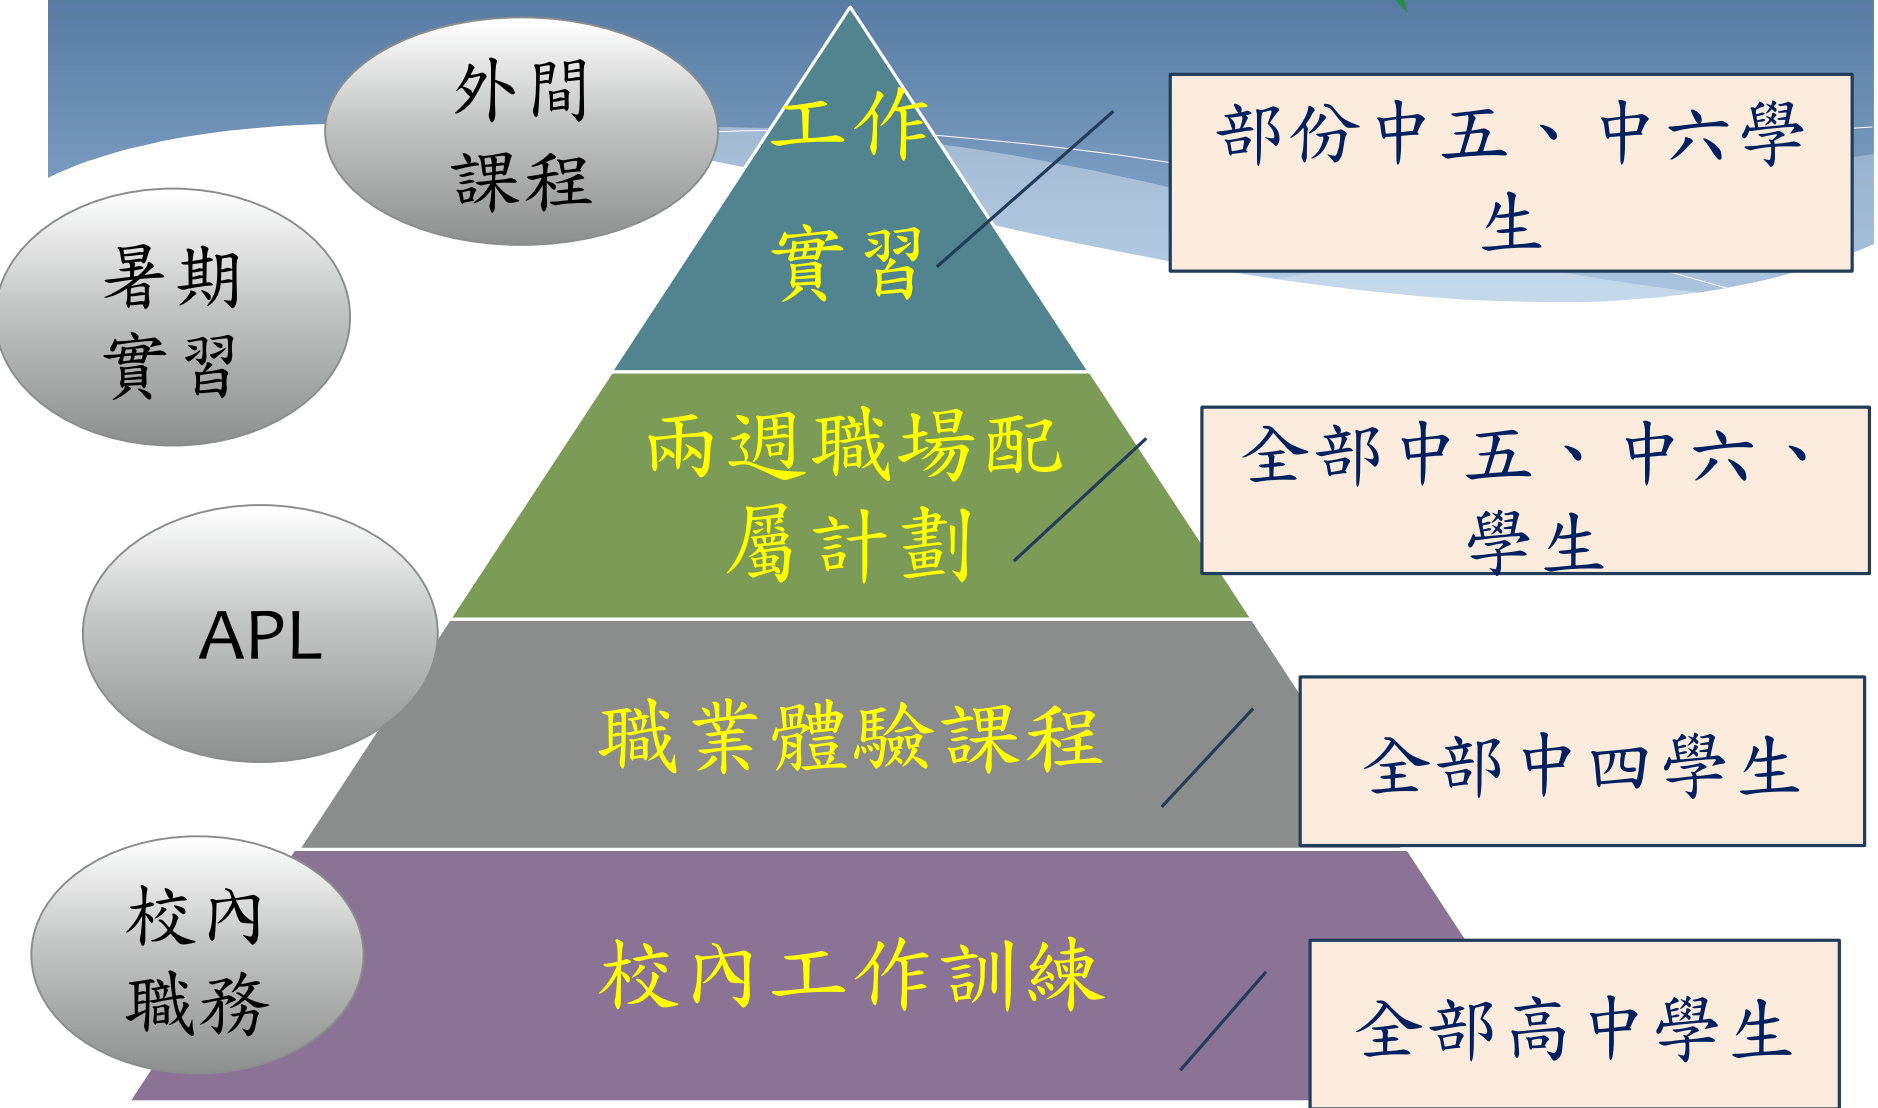 外間
課程
工作
實習
部份中五、中六學
生
暑期
實習
兩週職場配
屬計劃
全部中五、中六、
學生
APL
職業體驗課程
全部中四學生
校內
職務
校內工作訓練
全部高中學生